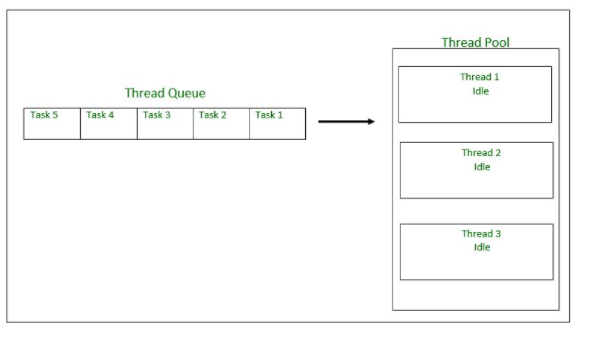 Thread Pool
Thread 1
Idle
Thread Queue
Task 5 Task 4 Task 3 Task 2 Task 1
Thread 2
Idle
Thread 3
Idle